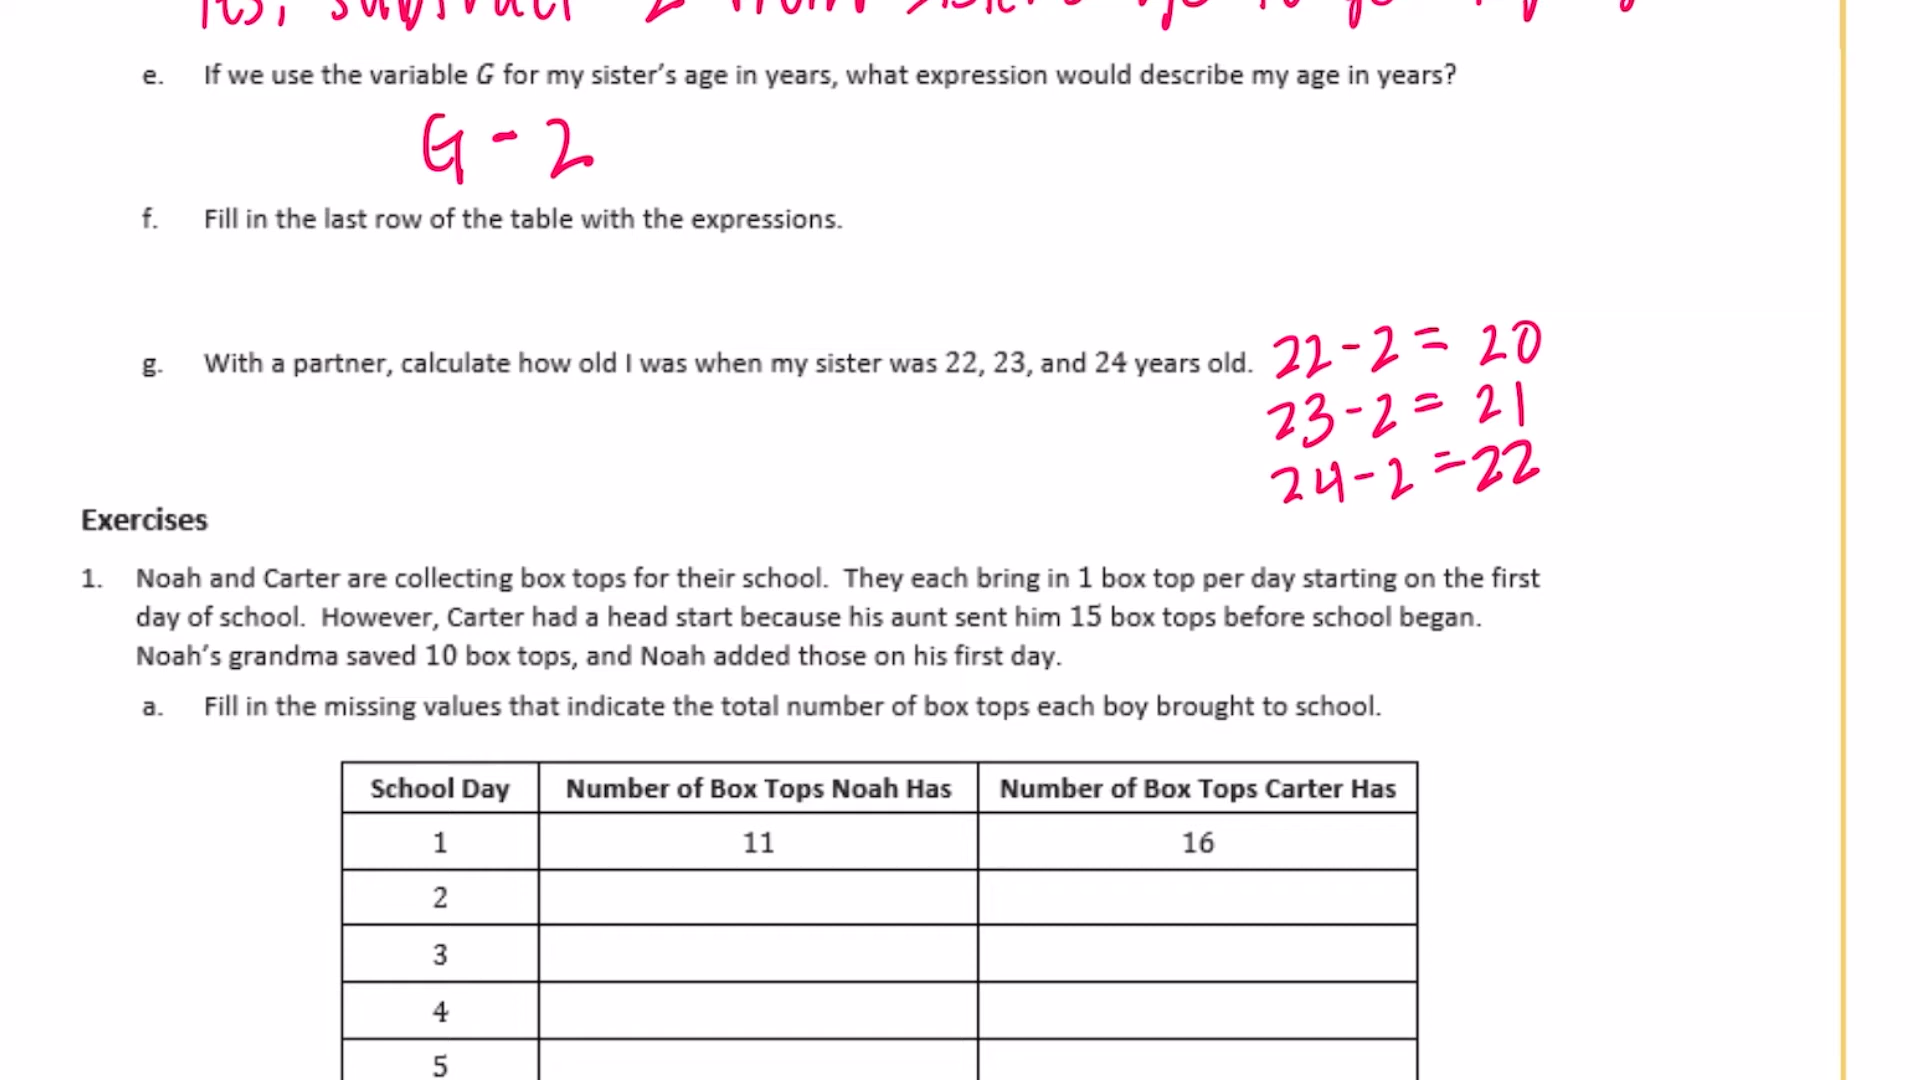 subtract 2 from
e. If we use the variable G for my sister's age in years, what expression would describe my age in years?
G - 2
f. Fill in the last row of the table with the expressions.
g. With a partner, calculate how old I was when my sister was 22, 23, and 24 years old.
22 - 2 = 20
23 - 2 = 21
24 - 2 = 22
Exercises
1. Noah and Carter are collecting box tops for their school. They each bring in 1 box top per day starting on the first
day of school. However, Carter had a head start because his aunt sent him 15 box tops before school began.
Noah's grandma saved 10 box tops, and Noah added those on his first day.
a. Fill in the missing values that indicate the total number of box tops each boy brought to school.
School Day Number of Box Tops Noah Has Number of Box Tops Carter Has
1 11 16
2
3
4
5